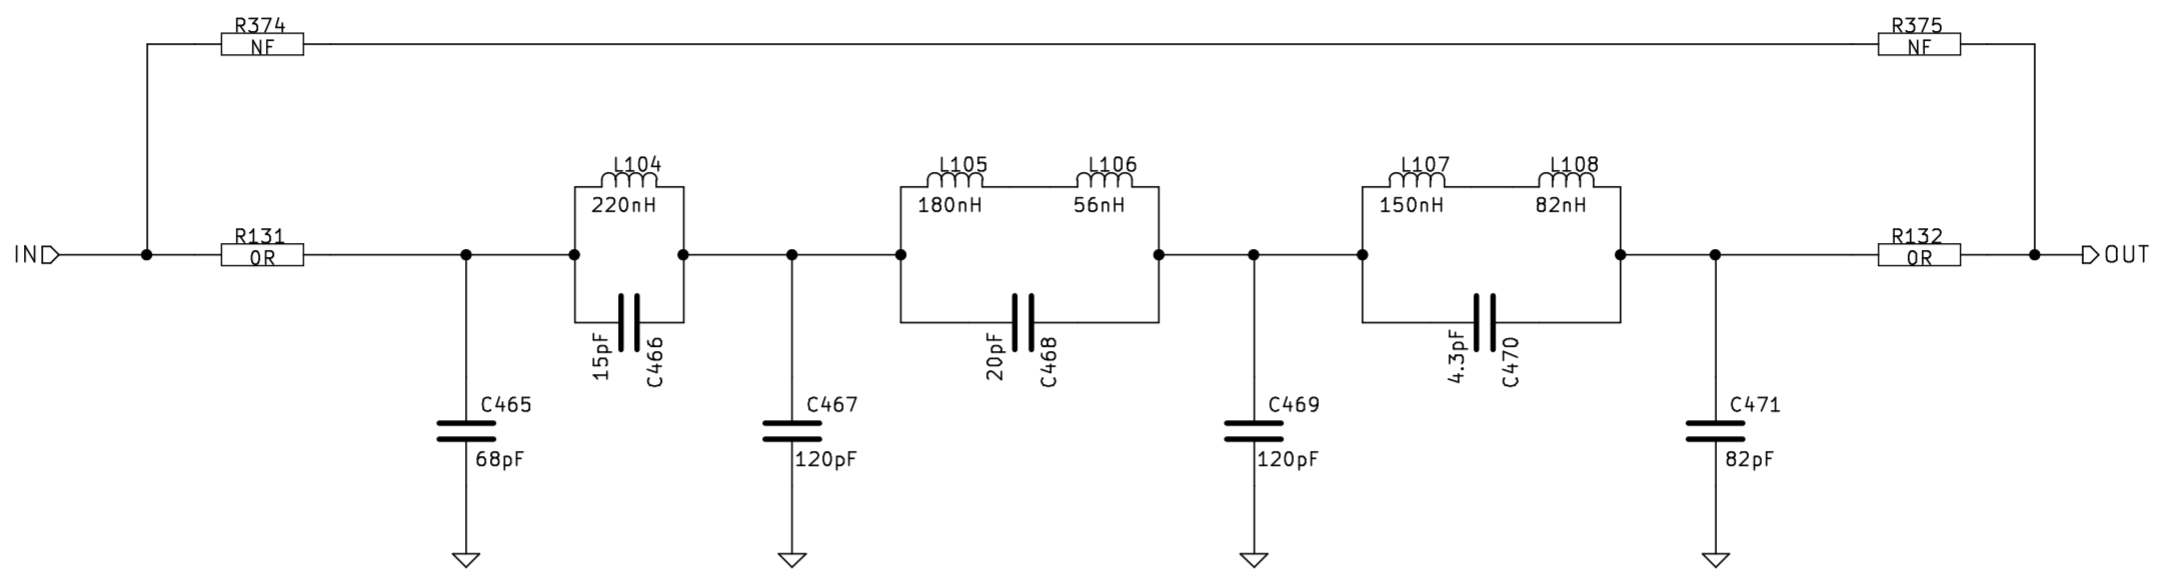 R374
NF
R375
NF
L104
220nH
L105
180nH
L106
56nH
L107
150nH
L108
82nH
IN
R131
0R
R132
0R
OUT
15pF
C466
20pF
C468
4.3pF
C470
C465
68pF
C467
120pF
C469
120pF
C471
82pF